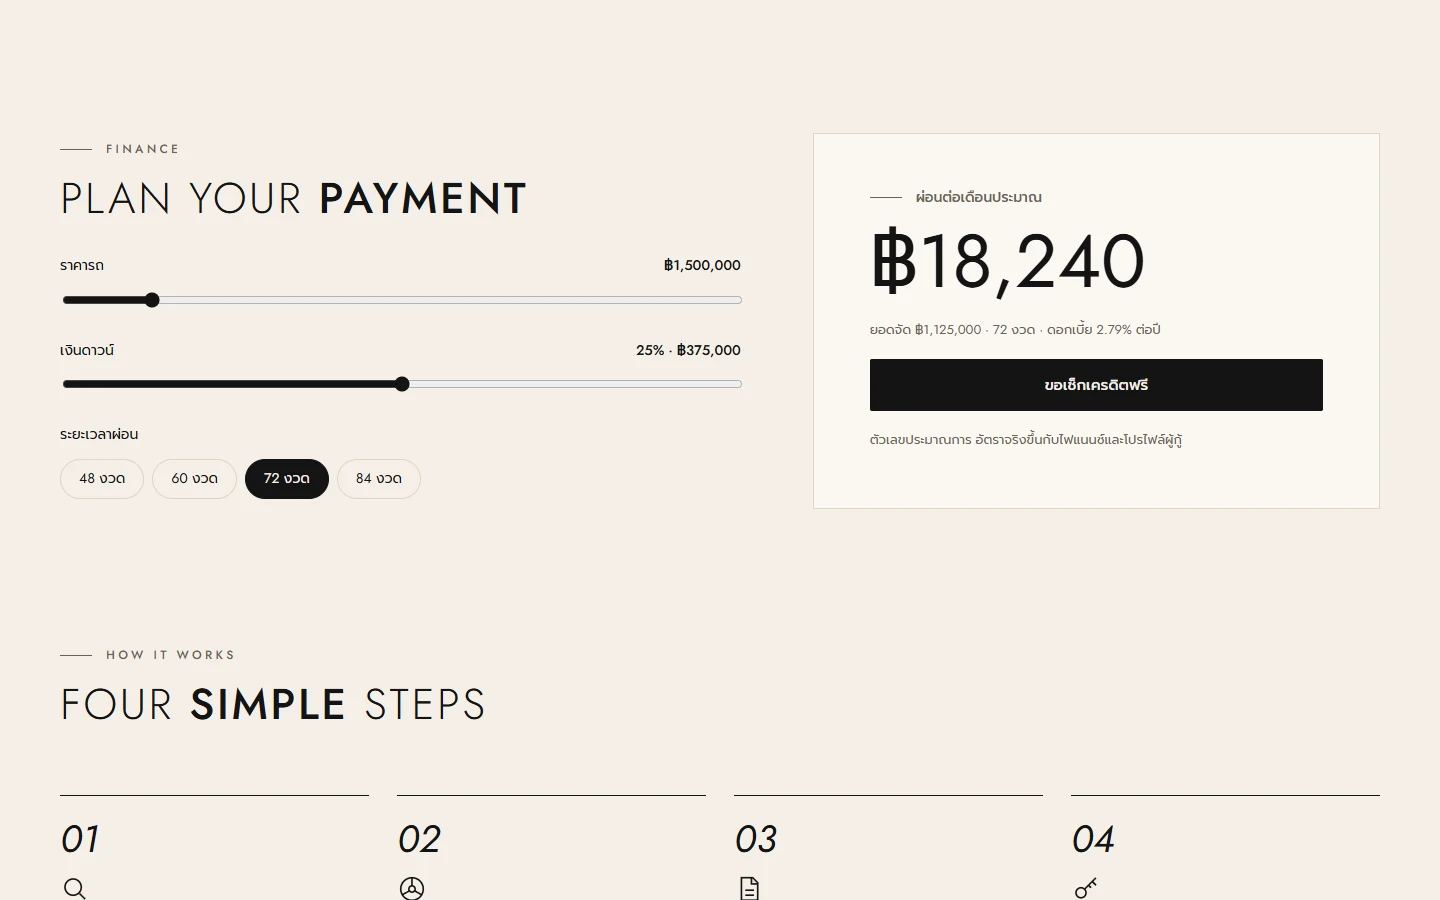 FINANCE
PLAN YOUR PAYMENT
ราคารถ ฿1,500,000
เงินดาวน์ 25% · ฿375,000
ระยะเวลาผ่อน
48 งวด 60 งวด 72 งวด 84 งวด
ผ่อนต่อเดือนประมาณ
฿18,240
ยอดจัด ฿1,125,000 · 72 งวด · ดอกเบี้ย 2.79% ต่อปี
ขอเช็กเครดิตฟรี
ตัวเลขประมาณการ อัตราจริงขึ้นกับไฟแนนซ์และโปรไฟล์ผู้กู้
HOW IT WORKS
FOUR SIMPLE STEPS
01 02 03 04